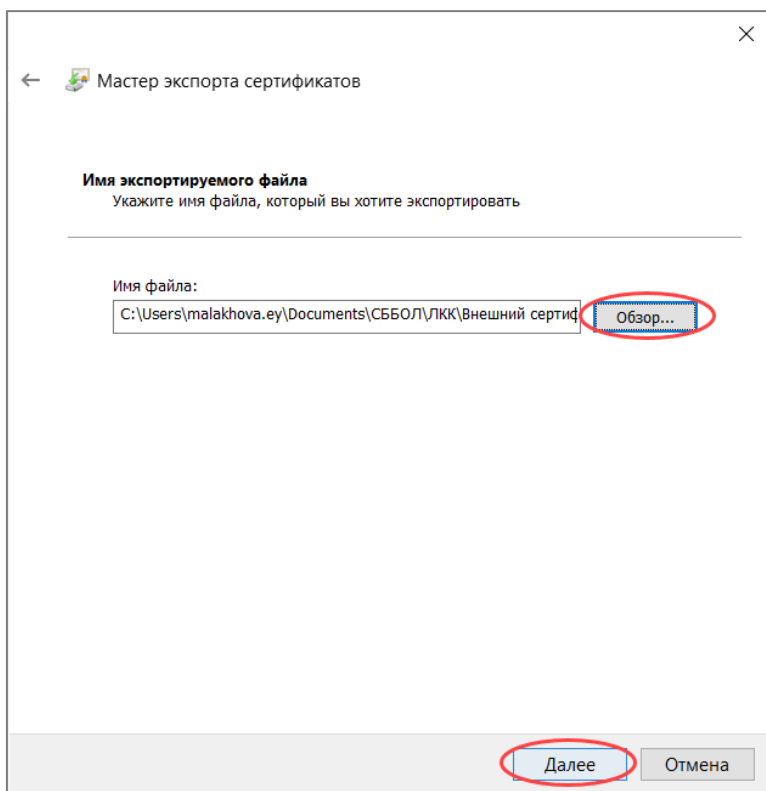 Мастер экспорта сертификатов
Имя экспортируемого файла
Укажите имя файла, который вы хотите экспортировать
Имя файла:
C:\Users\malakhova.ey\Documents\СББОЛ\ЛКК\Внешний сертиф
Обзор...
Далее
Отмена